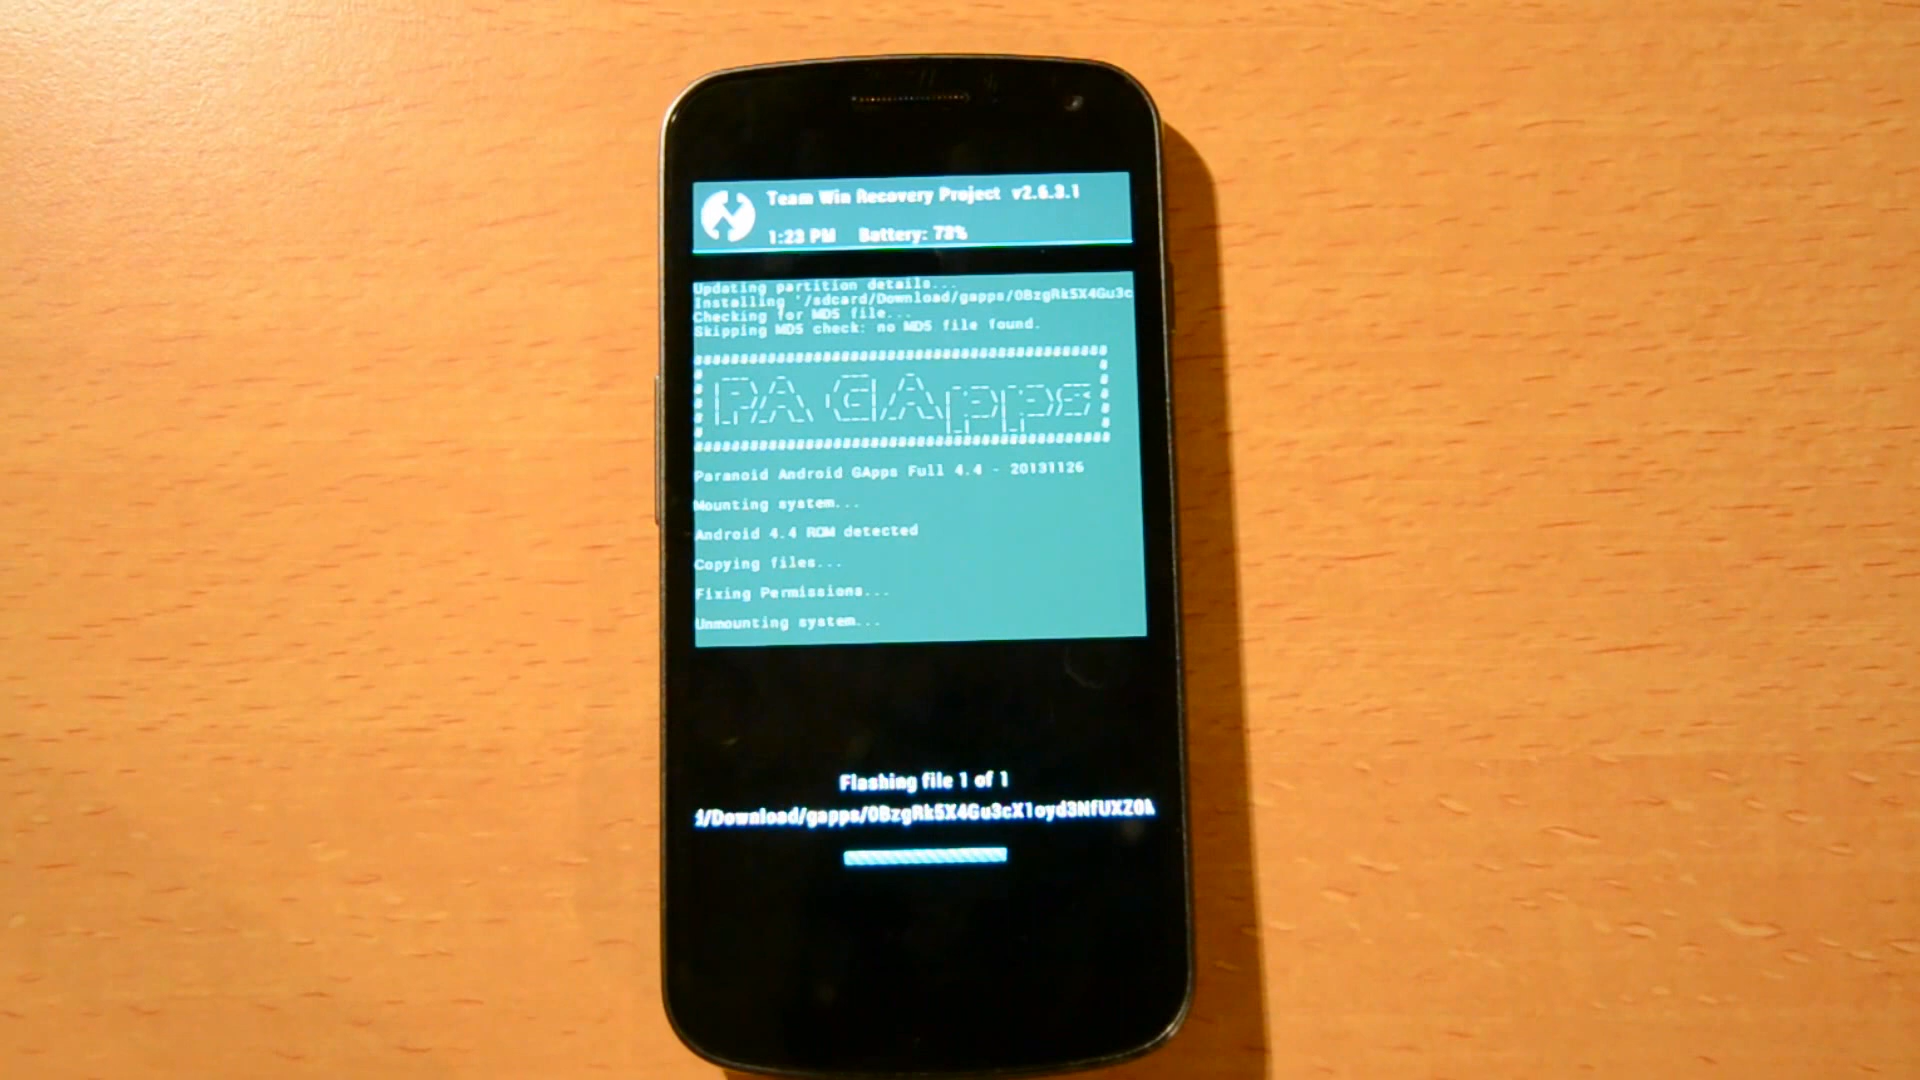 Team Win Recovery Project v2.6.3.1
1:23 PM Battery: 78%
Updating partition details...
Installing '/sdcard/Download/gapps/0BzgRk5X4Gu3c
Checking for MD5 file...
Skipping MD5 check: no MD5 file found.
PA GApps
Paranoid Android GApps Full 4.4 - 20131126
Mounting system...
Android 4.4 ROM detected
Copying files...
Fixing Permissions...
Unmounting system...
Flashing file 1 of 1
/Download/gapps/0BzgRk5X4Gu3cX1oyd3NfUXZ0